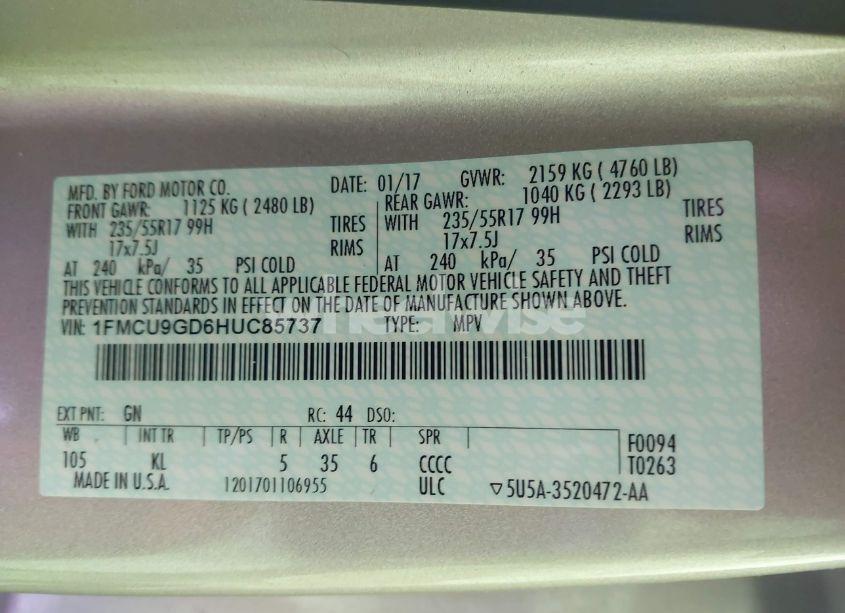 MFD. BY FORD MOTOR CO. DATE: 01/17 GVWR: 2159 KG ( 4760 LB)
FRONT GAWR: 1125 KG ( 2480 LB) REAR GAWR: 1040 KG ( 2293 LB)
WITH 235/55R17 99H TIRES WITH 235/55R17 99H TIRES
17x7.5J RIMS 17x7.5J RIMS
AT 240 kPa/ 35 PSI COLD AT 240 kPa/ 35 PSI COLD
THIS VEHICLE CONFORMS TO ALL APPLICABLE FEDERAL MOTOR VEHICLE SAFETY AND THEFT
PREVENTION STANDARDS IN EFFECT ON THE DATE OF MANUFACTURE SHOWN ABOVE.
VIN: 1FMCU9GD6HUC85737 TYPE: MPV
EXT PNT: GN RC: 44 DSO:
WB INT TR TP/PS R AXLE TR SPR F0094
105 KL 5 35 6 CCCC T0263
MADE IN U.S.A. 1201701106955 ULC ▽5U5A-3520472-AA